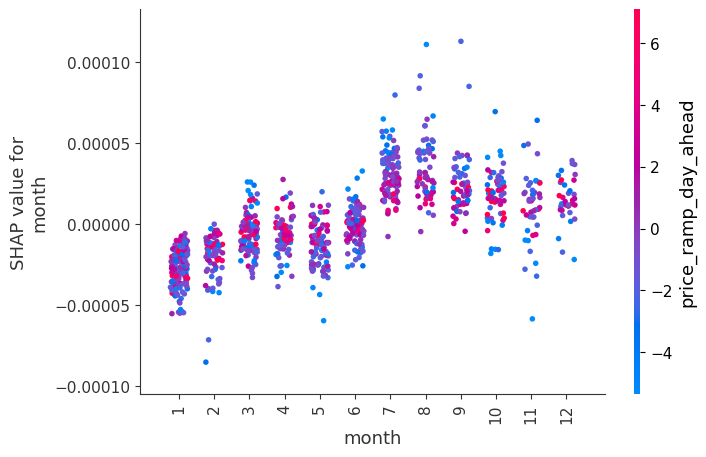 0.00010
0.00005
0.00000
−0.00005
−0.00010
SHAP value for
month
1 2 3 4 5 6 7 8 9 10 11 12
month
6
4
2
0
−2
−4
price_ramp_day_ahead